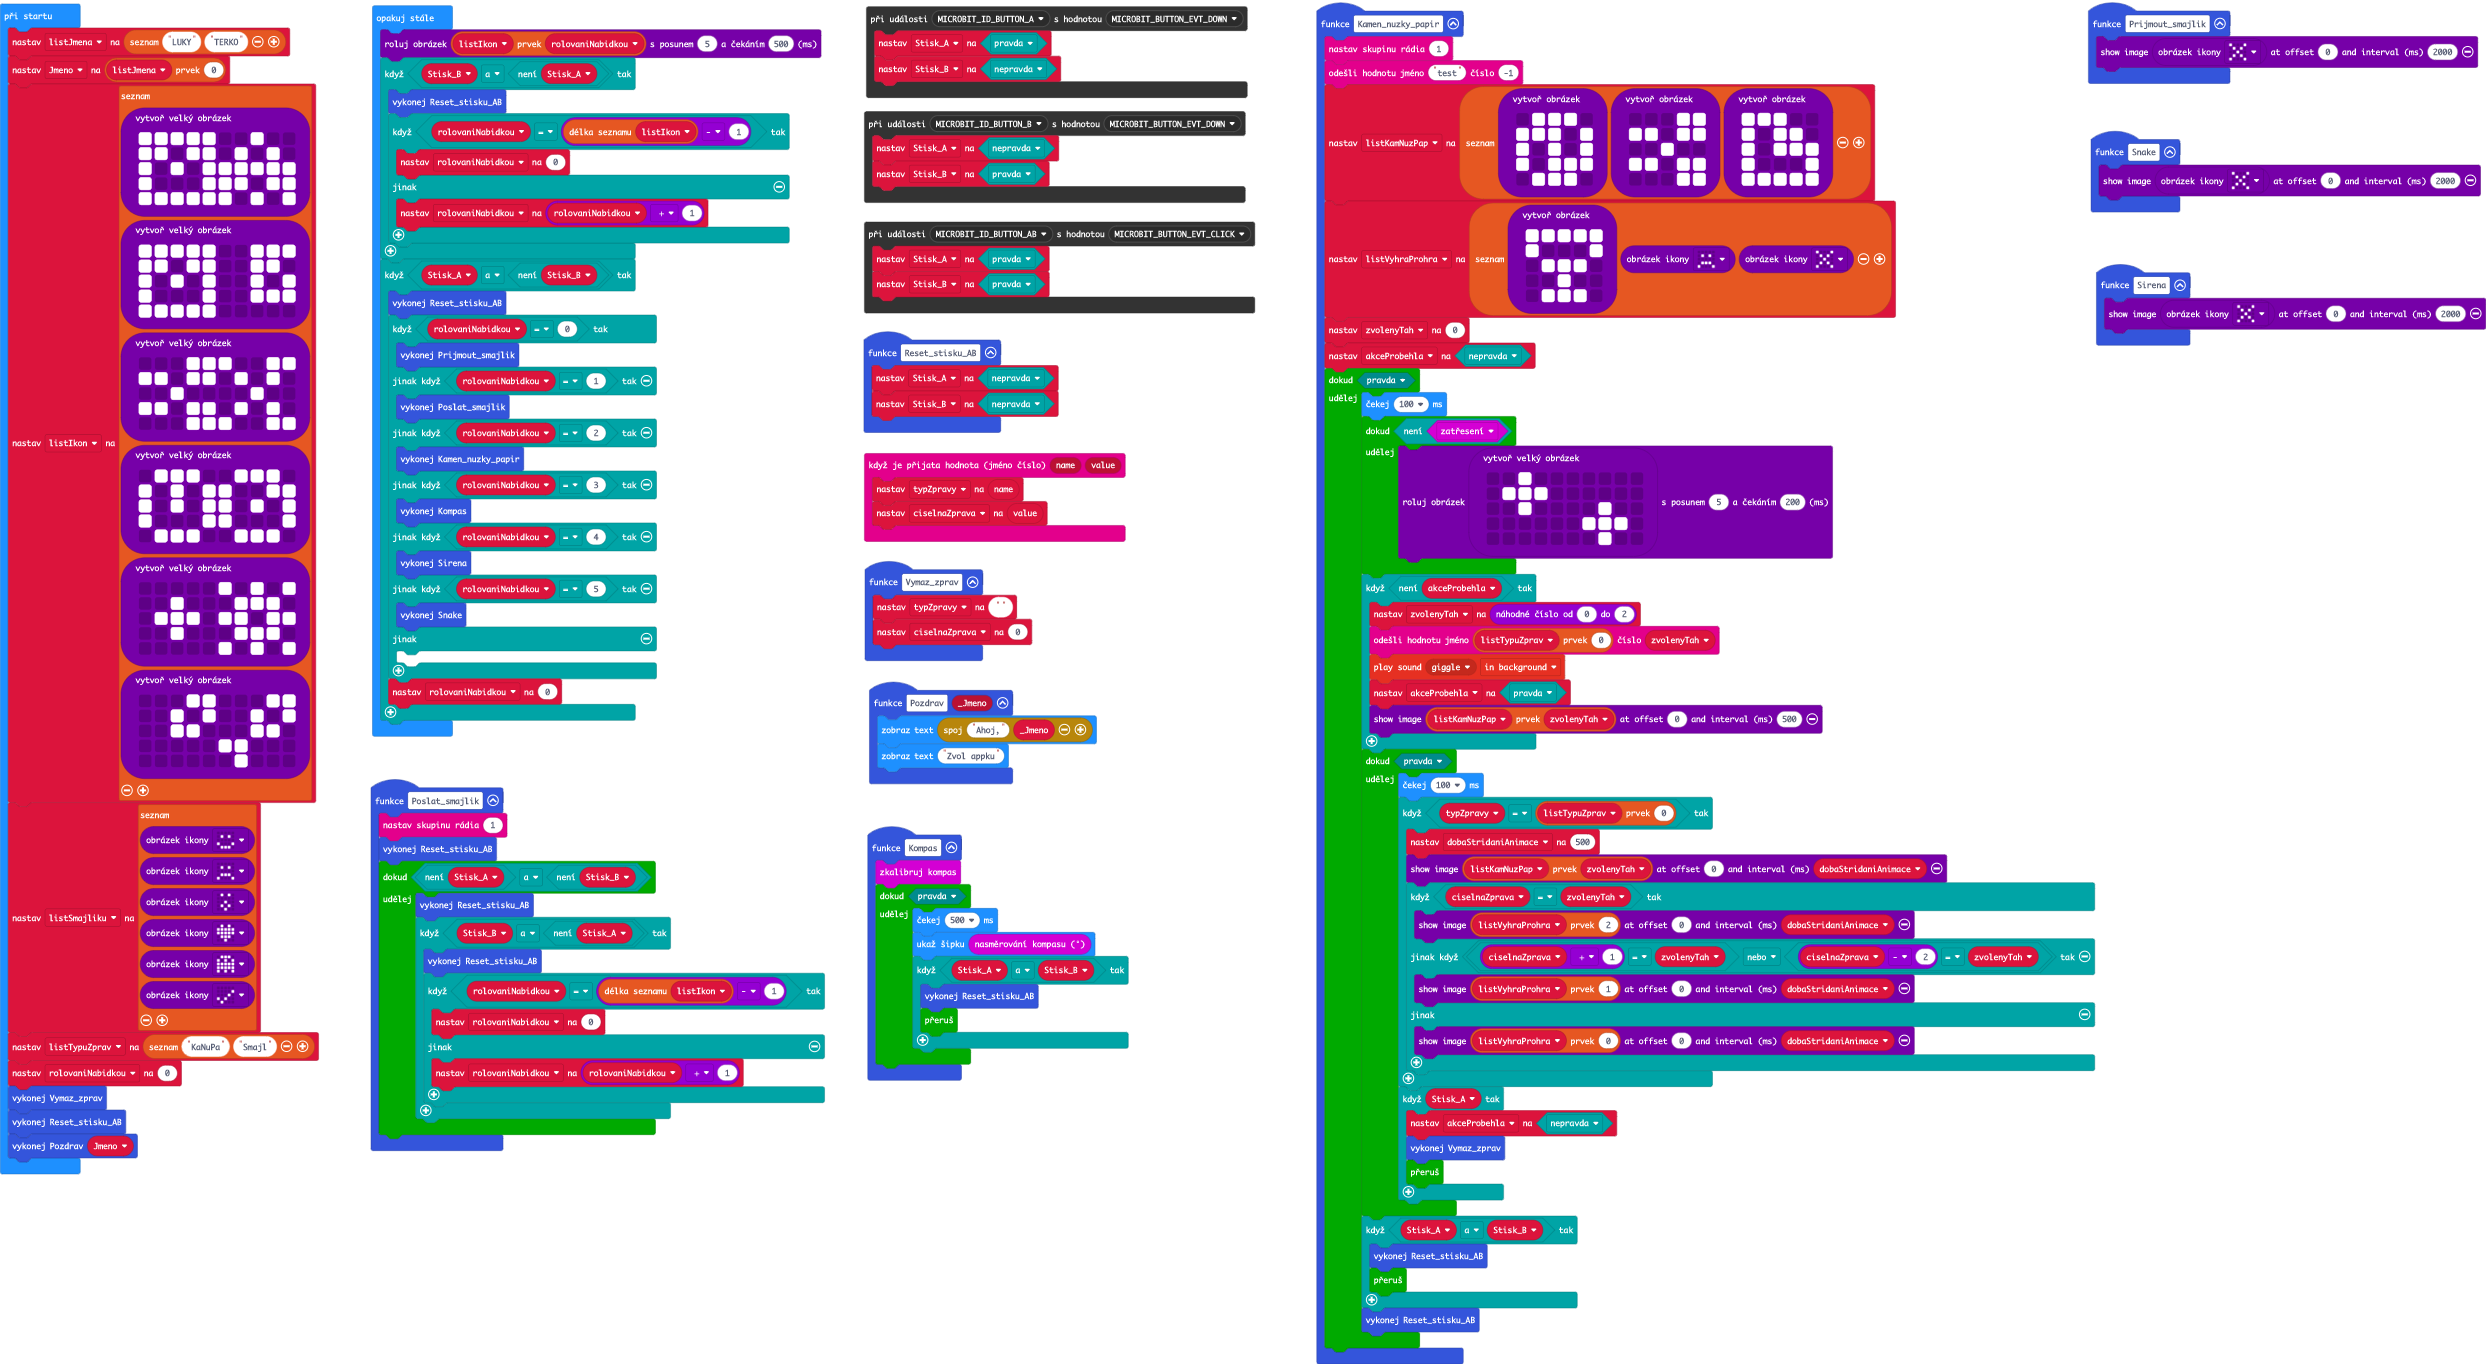 při startu
nastav listJmena na seznam "LUKY" "TERKO"
nastav Jmeno na listJmena prvek 0
nastav listIkon na
seznam
vytvoř velký obrázek
vytvoř velký obrázek
vytvoř velký obrázek
vytvoř velký obrázek
vytvoř velký obrázek
vytvoř velký obrázek
nastav listSmajliku na
seznam
obrázek ikony
obrázek ikony
obrázek ikony
obrázek ikony
obrázek ikony
obrázek ikony
nastav listTypuZprav na seznam "KaNuPa" "Smajl"
nastav rolovaniNabidkou na 0
vykonej Vymaz_zprav
vykonej Reset_stisku_AB
vykonej Pozdrav Jmeno
opakuj stále
roluj obrázek listIkon prvek rolovaniNabidkou s posunem 5 a čekáním 500 (ms)
když Stisk_B a není Stisk_A tak
vykonej Reset_stisku_AB
když rolovaniNabidkou = délka seznamu listIkon - 1 tak
nastav rolovaniNabidkou na 0
jinak
nastav rolovaniNabidkou na rolovaniNabidkou + 1
když Stisk_A a není Stisk_B tak
vykonej Reset_stisku_AB
když rolovaniNabidkou = 0 tak
vykonej Prijmout_smajlik
jinak když rolovaniNabidkou = 1 tak
vykonej Poslat_smajlik
jinak když rolovaniNabidkou = 2 tak
vykonej Kamen_nuzky_papir
jinak když rolovaniNabidkou = 3 tak
vykonej Kompas
jinak když rolovaniNabidkou = 4 tak
vykonej Sirena
jinak když rolovaniNabidkou = 5 tak
vykonej Snake
jinak
nastav rolovaniNabidkou na 0
funkce Poslat_smajlik
nastav skupinu rádia 1
vykonej Reset_stisku_AB
dokud není Stisk_A a není Stisk_B
udělej
vykonej Reset_stisku_AB
když Stisk_B a není Stisk_A tak
vykonej Reset_stisku_AB
když rolovaniNabidkou = délka seznamu listIkon - 1 tak
nastav rolovaniNabidkou na 0
jinak
nastav rolovaniNabidkou na rolovaniNabidkou + 1
při události MICROBIT_ID_BUTTON_A s hodnotou MICROBIT_BUTTON_EVT_DOWN
nastav Stisk_A na pravda
nastav Stisk_B na nepravda
při události MICROBIT_ID_BUTTON_B s hodnotou MICROBIT_BUTTON_EVT_DOWN
nastav Stisk_A na nepravda
nastav Stisk_B na pravda
při události MICROBIT_ID_BUTTON_AB s hodnotou MICROBIT_BUTTON_EVT_CLICK
nastav Stisk_A na pravda
nastav Stisk_B na pravda
funkce Reset_stisku_AB
nastav Stisk_A na nepravda
nastav Stisk_B na nepravda
když je přijata hodnota (jméno číslo) name value
nastav typZpravy na name
nastav ciselnaZprava na value
funkce Vymaz_zprav
nastav typZpravy na ""
nastav ciselnaZprava na 0
funkce Pozdrav _Jmeno
zobraz text spoj "Ahoj, " _Jmeno
zobraz text "Zvol appku"
funkce Kompas
zkalibruj kompas
dokud pravda
udělej
čekej 500 ms
ukaž šipku nasměrování kompasu (°)
když Stisk_A a Stisk_B tak
vykonej Reset_stisku_AB
přeruš
funkce Kamen_nuzky_papir
nastav skupinu rádia 1
odešli hodnotu jméno "test" číslo -1
nastav listKamNuzPap na seznam
vytvoř obrázek vytvoř obrázek vytvoř obrázek
nastav listVyhraProhra na seznam
vytvoř obrázek
obrázek ikony obrázek ikony
nastav zvolenyTah na 0
nastav akceProbehla na nepravda
dokud pravda
udělej
čekej 100 ms
dokud není zatřesení
udělej
vytvoř velký obrázek
roluj obrázek s posunem 5 a čekáním 200 (ms)
když není akceProbehla tak
nastav zvolenyTah na náhodné číslo od 0 do 2
odešli hodnotu jméno listTypuZprav prvek 0 číslo zvolenyTah
play sound giggle in background
nastav akceProbehla na pravda
show image listKamNuzPap prvek zvolenyTah at offset 0 and interval (ms) 500
dokud pravda
udělej
čekej 100 ms
když typZpravy = listTypuZprav prvek 0 tak
nastav dobaStridaniAnimace na 500
show image listKamNuzPap prvek zvolenyTah at offset 0 and interval (ms) dobaStridaniAnimace
když ciselnaZprava = zvolenyTah tak
show image listVyhraProhra prvek 2 at offset 0 and interval (ms) dobaStridaniAnimace
jinak když ciselnaZprava + 1 = zvolenyTah nebo ciselnaZprava - 2 = zvolenyTah tak
show image listVyhraProhra prvek 1 at offset 0 and interval (ms) dobaStridaniAnimace
jinak
show image listVyhraProhra prvek 0 at offset 0 and interval (ms) dobaStridaniAnimace
když Stisk_A tak
nastav akceProbehla na nepravda
vykonej Vymaz_zprav
přeruš
když Stisk_A a Stisk_B tak
vykonej Reset_stisku_AB
přeruš
vykonej Reset_stisku_AB
funkce Prijmout_smajlik
show image obrázek ikony at offset 0 and interval (ms) 2000
funkce Snake
show image obrázek ikony at offset 0 and interval (ms) 2000
funkce Sirena
show image obrázek ikony at offset 0 and interval (ms) 2000